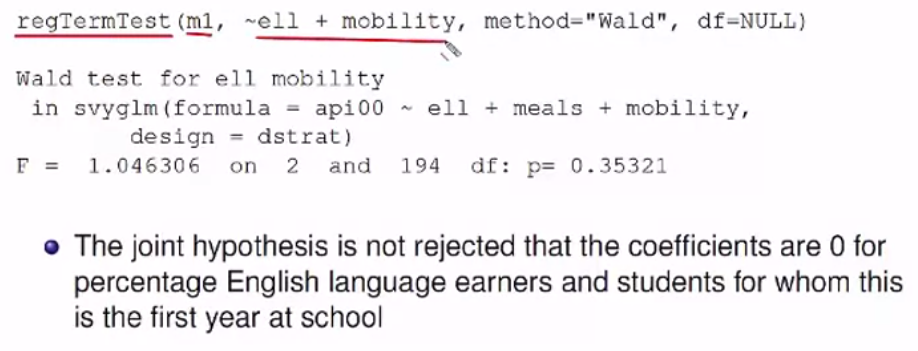 regTermTest(m1, ~ell + mobility, method="Wald", df=NULL)
Wald test for ell mobility
in svyglm(formula = api00 ~ ell + meals + mobility,
design = dstrat)
F = 1.046306 on 2 and 194 df: p= 0.35321
The joint hypothesis is not rejected that the coefficients are 0 for
percentage English language earners and students for whom this
is the first year at school